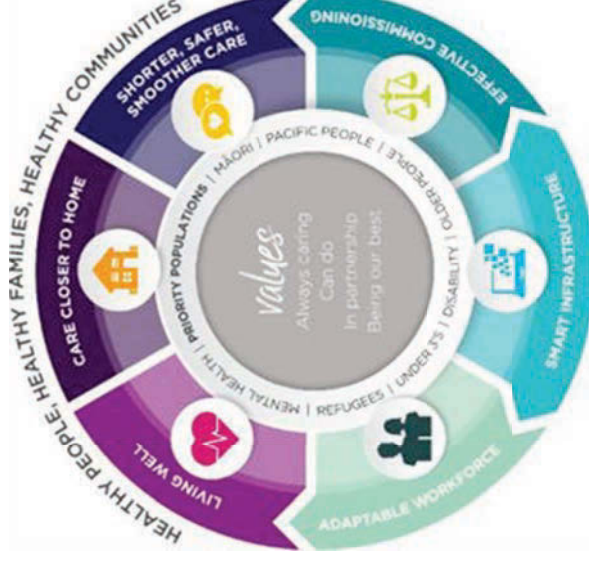 HEALTHY PEOPLE, HEALTHY FAMILIES, HEALTHY COMMUNITIES
LIVING WELL
CARE CLOSER TO HOME
SHORTER, SAFER,
SMOOTHER CARE
EFFECTIVE COMMISSIONING
SMART INFRASTRUCTURE
ADAPTABLE WORKFORCE
PRIORITY POPULATIONS | MĀORI | PACIFIC PEOPLE | OLDER PEOPLE | DISABILITY | UNDER 3'S | REFUGEES | MENTAL HEALTH |
values
Always caring
Can do
In partnership
Being our best